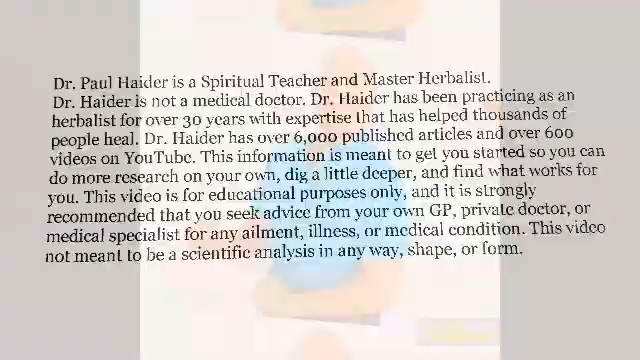 Dr. Paul Haider is a Spiritual Teacher and Master Herbalist.
Dr. Haider is not a medical doctor. Dr. Haider has been practicing as an
herbalist for over 30 years with expertise that has helped thousands of
people heal. Dr. Haider has over 6,000 published articles and over 600
videos on YouTube. This information is meant to get you started so you can
do more research on your own, dig a little deeper, and find what works for
you. This video is for educational purposes only, and it is strongly
recommended that you seek advice from your own GP, private doctor, or
medical specialist for any ailment, illness, or medical condition. This video
not meant to be a scientific analysis in any way, shape, or form.